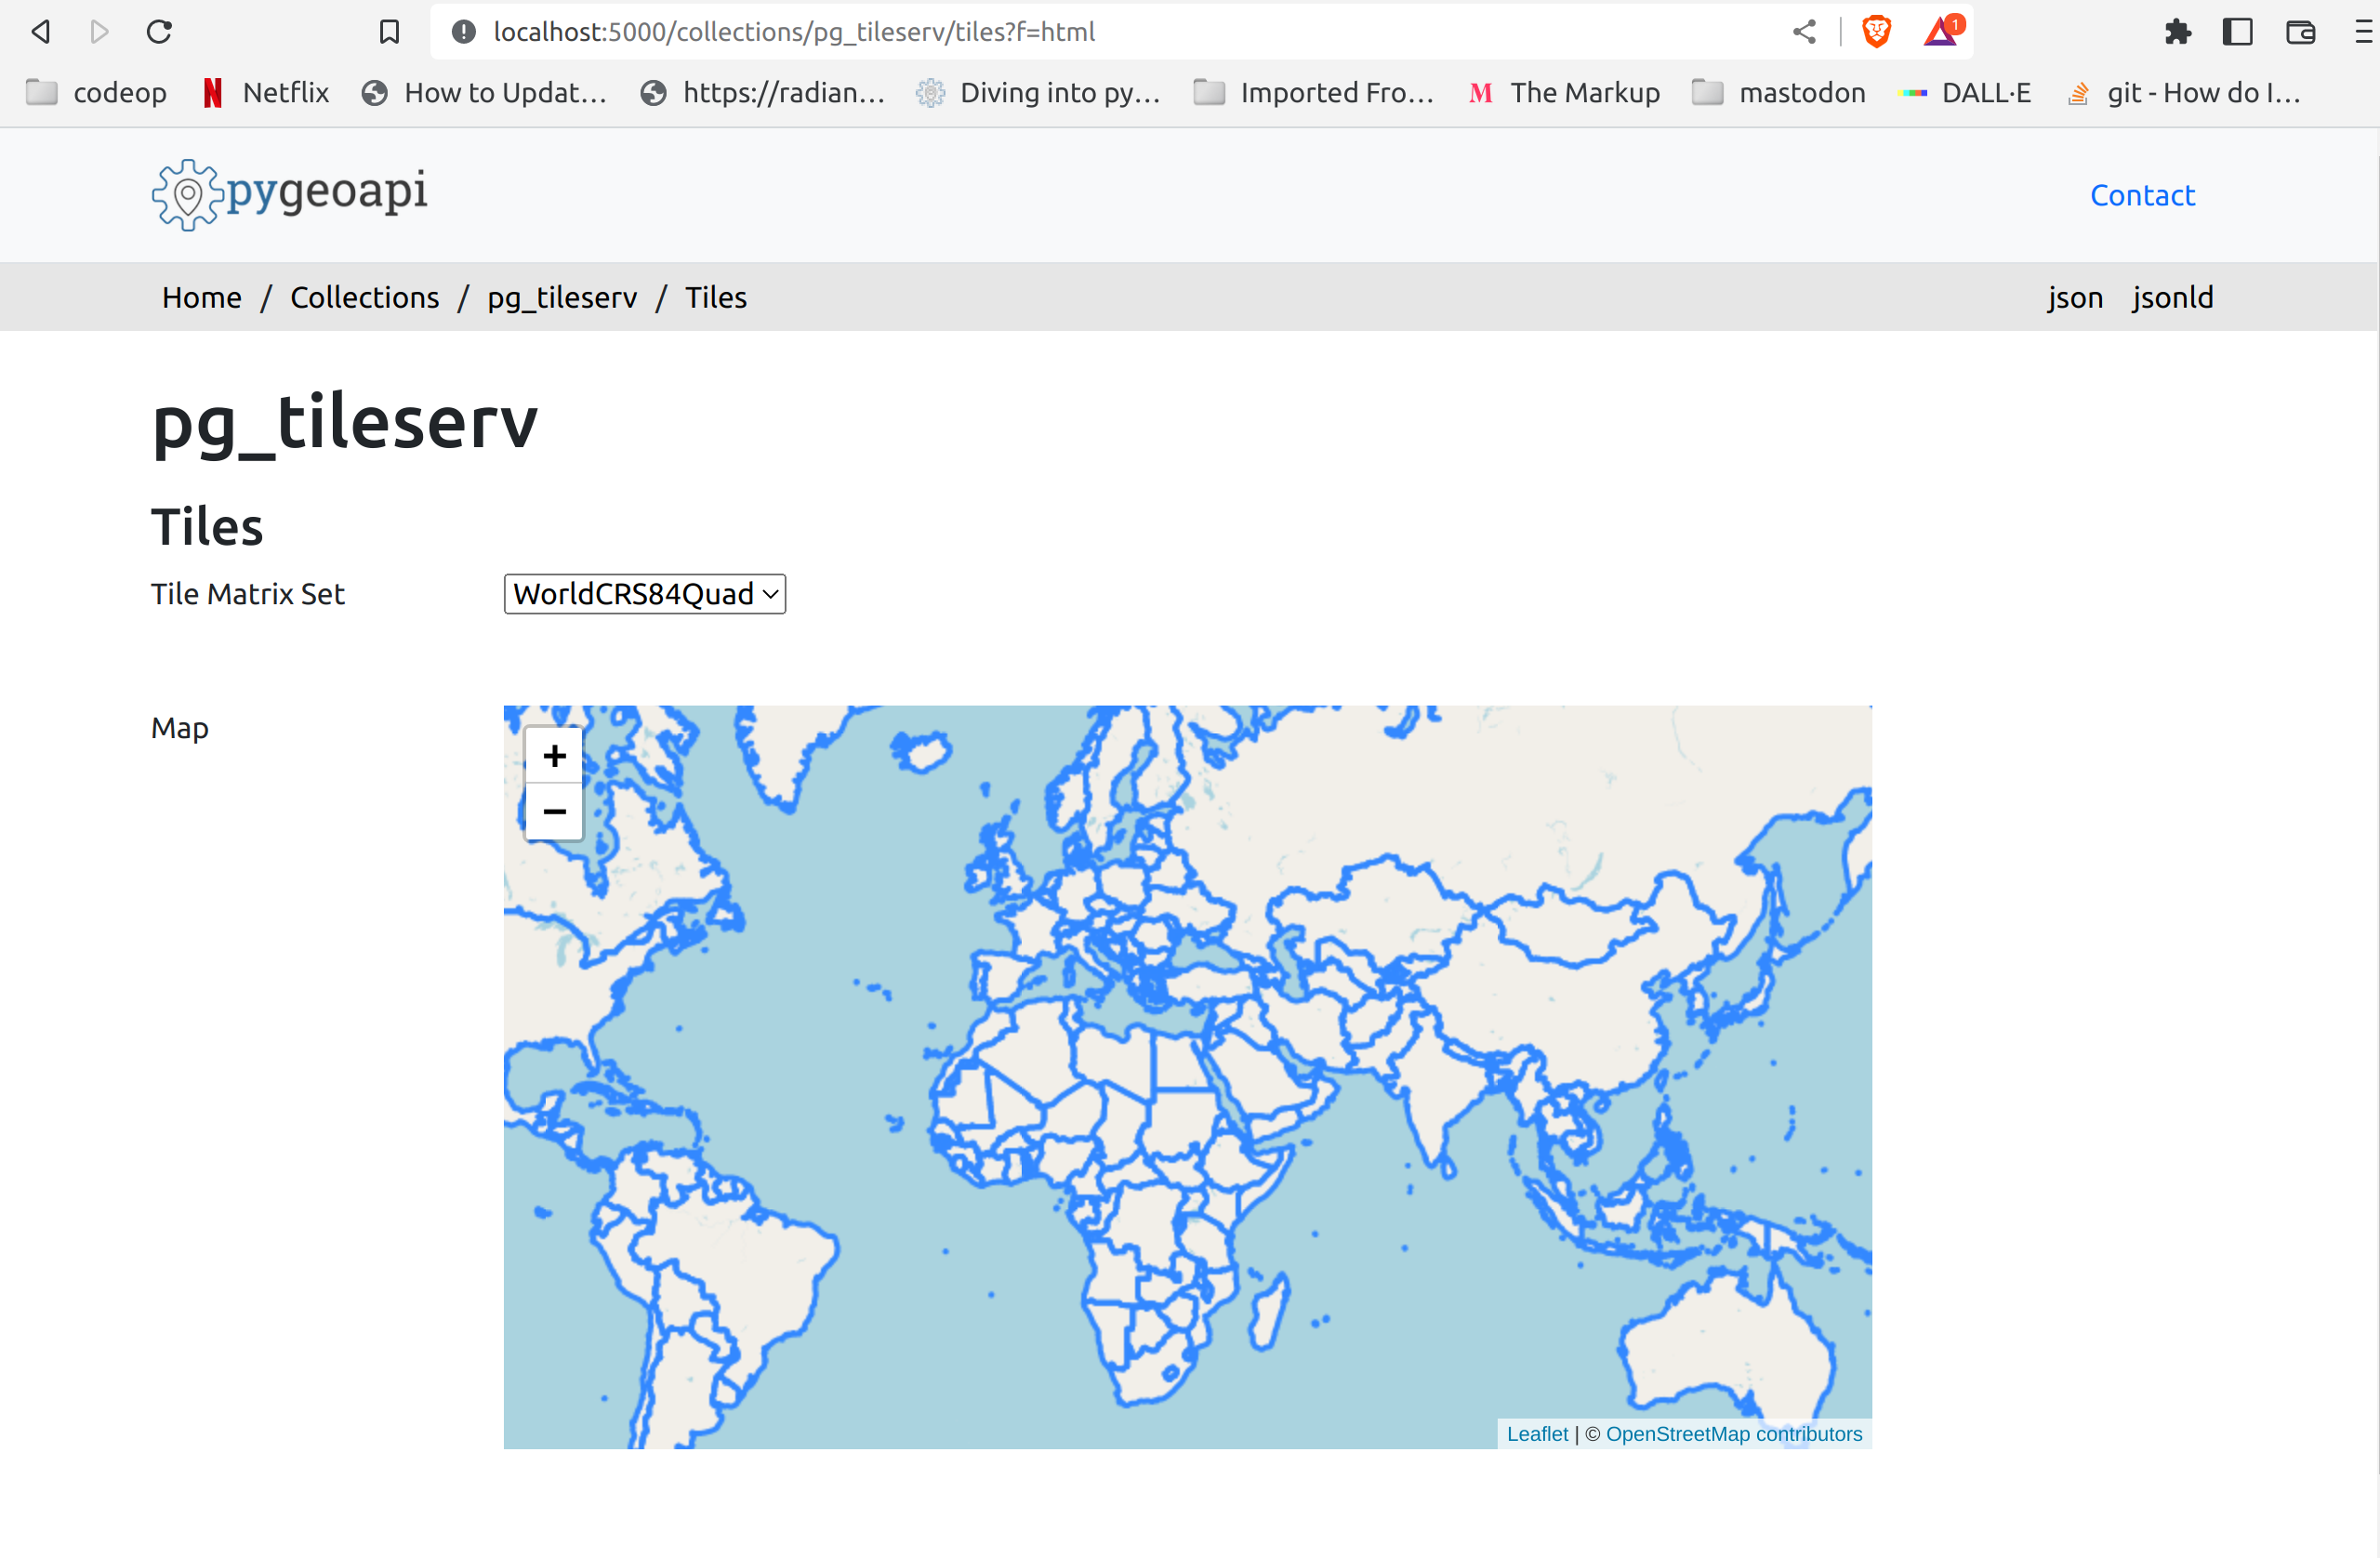 localhost:5000/collections/pg_tileserv/tiles?f=html
1
codeop Netflix How to Updat... https://radian... Diving into py... Imported Fro... M The Markup mastodon DALL·E git - How do I...
pygeoapi Contact
Home / Collections / pg_tileserv / Tiles json jsonld
pg_tileserv
Tiles
Tile Matrix Set WorldCRS84Quad
Map
+
−
Leaflet | © OpenStreetMap contributors